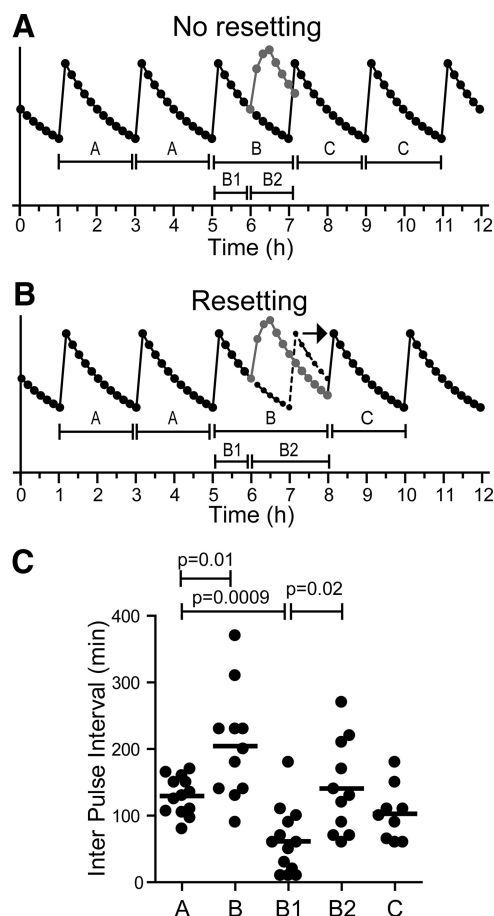 A
No resetting
A A B C C
B1 B2
0 1 2 3 4 5 6 7 8 9 10 11 12
Time (h)
B
Resetting
A A B C
B1 B2
0 1 2 3 4 5 6 7 8 9 10 11 12
Time (h)
C
p=0.01
p=0.0009 p=0.02
Inter Pulse Interval (min)
400
300
200
100
0
A B B1 B2 C